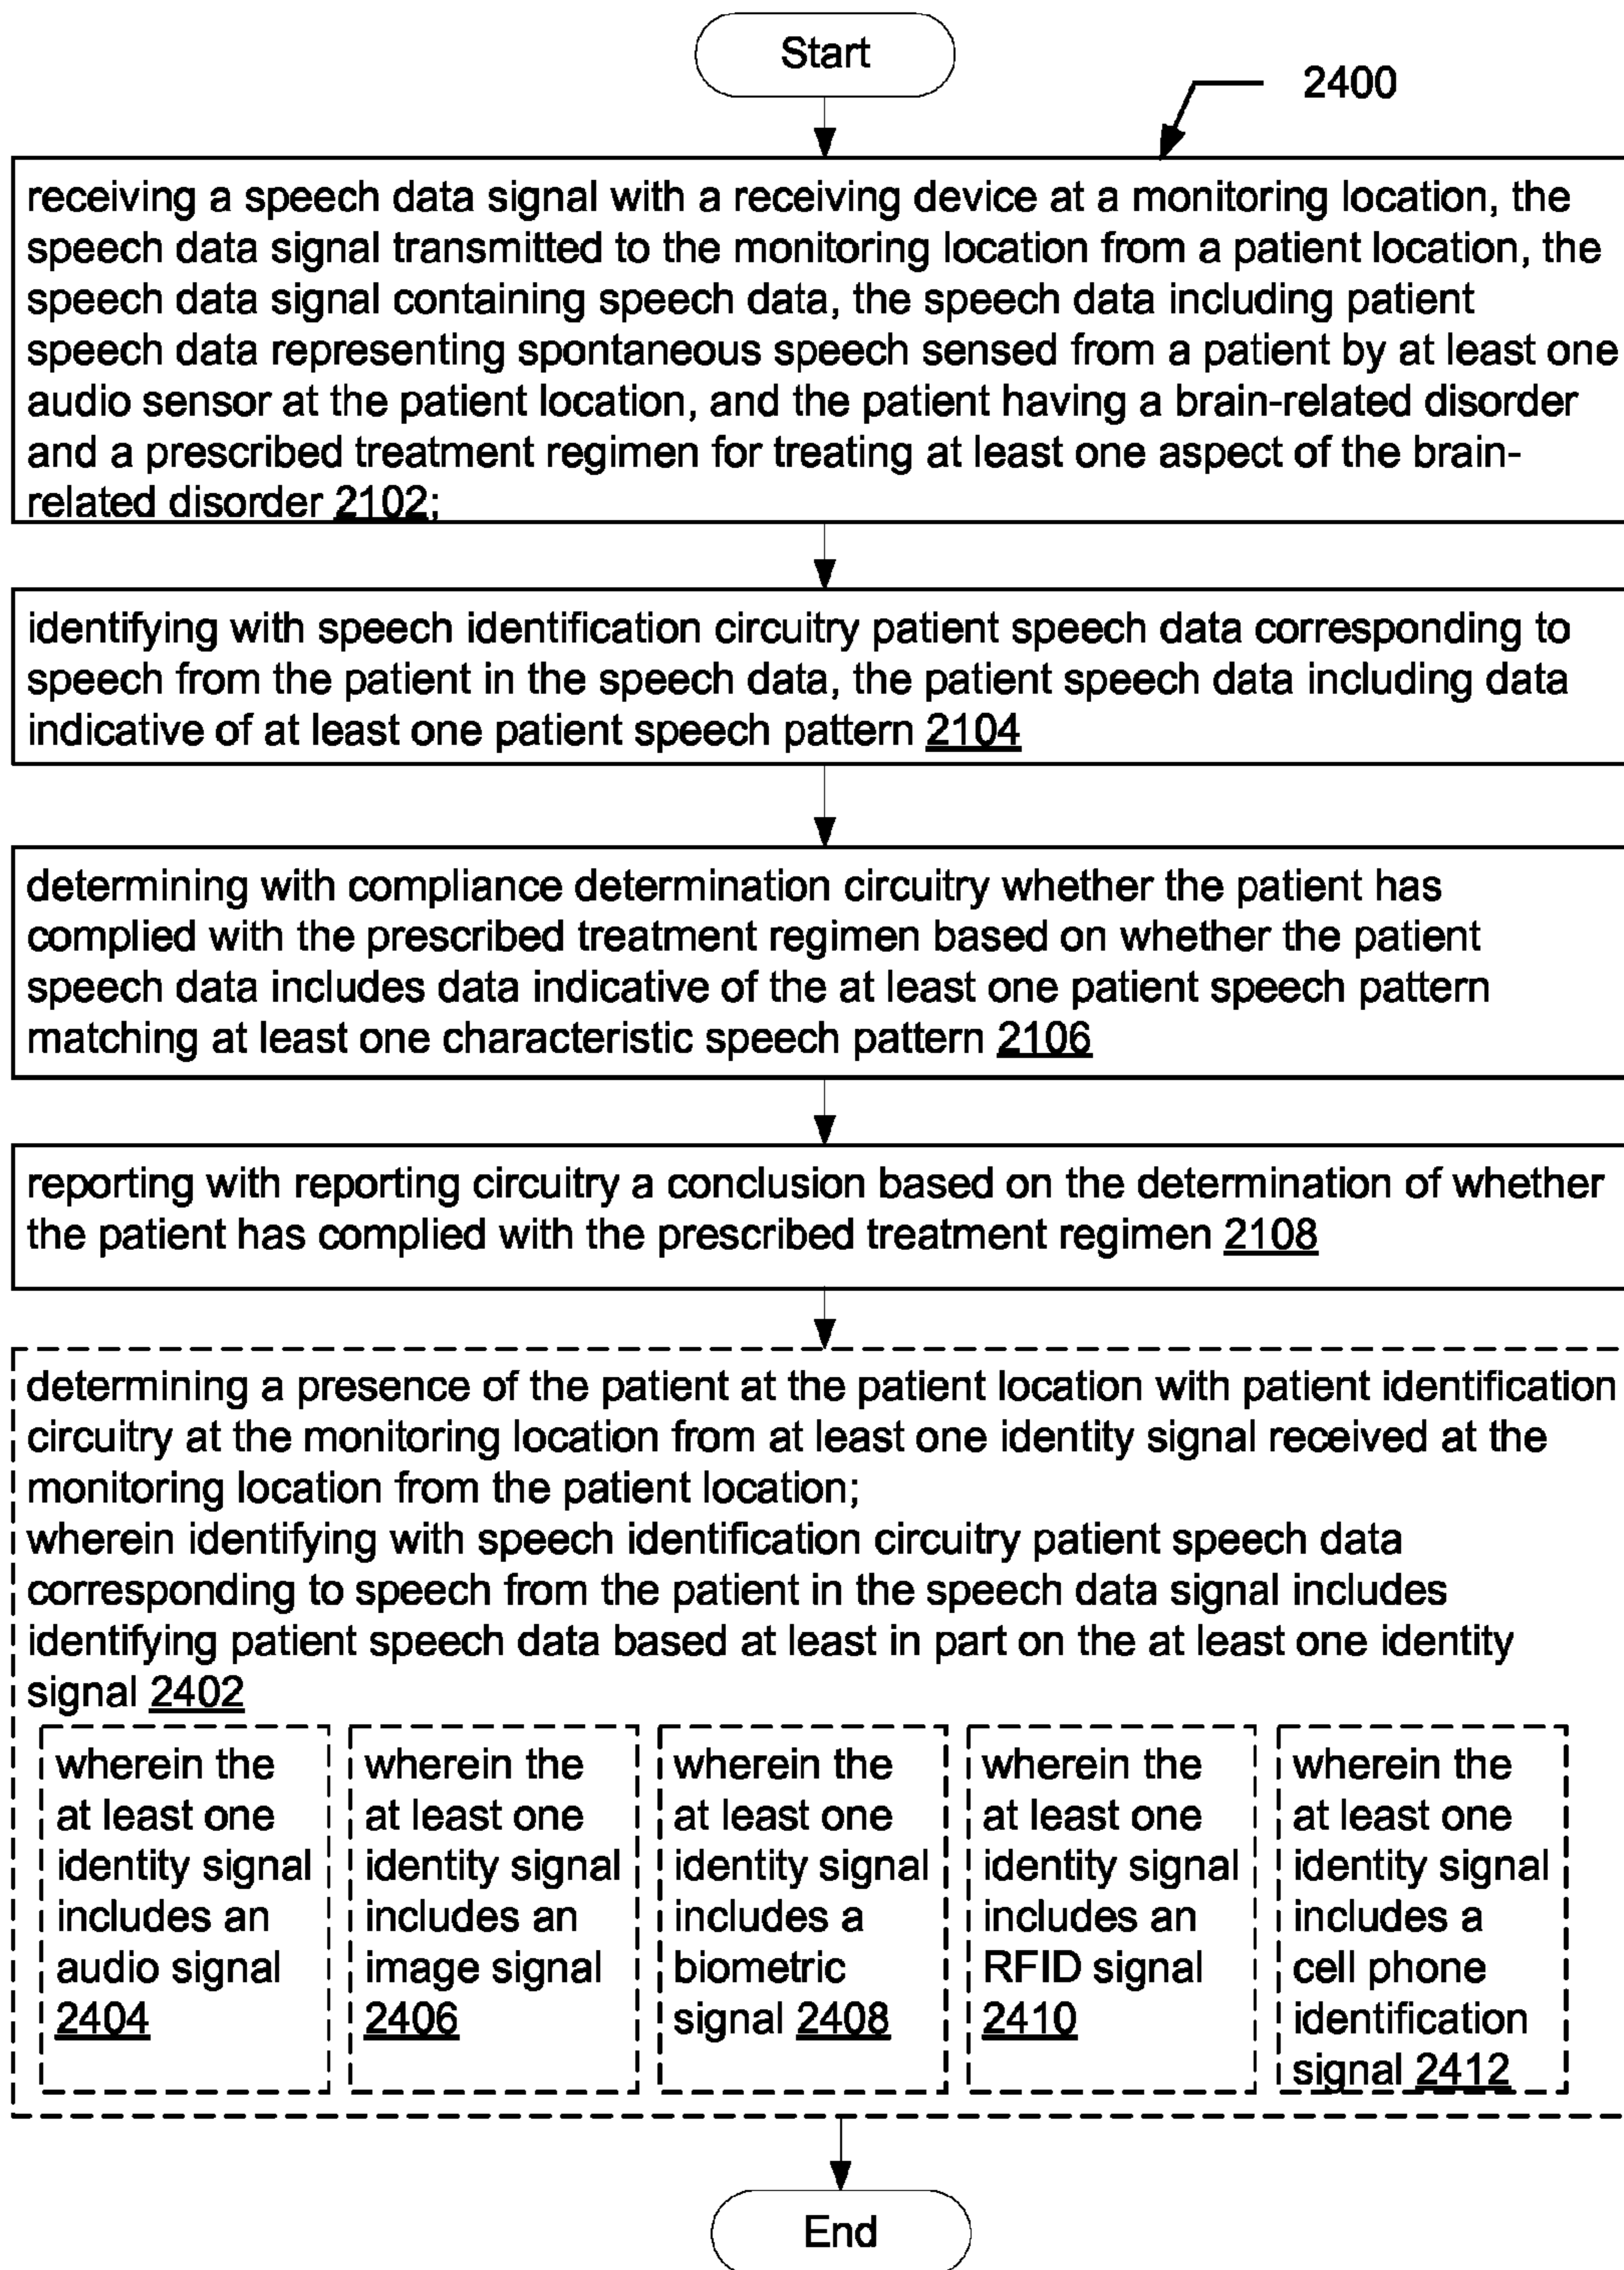 Start
2400
receiving a speech data signal with a receiving device at a monitoring location, the
speech data signal transmitted to the monitoring location from a patient location, the
speech data signal containing speech data, the speech data including patient
speech data representing spontaneous speech sensed from a patient by at least one
audio sensor at the patient location, and the patient having a brain-related disorder
and a prescribed treatment regimen for treating at least one aspect of the brain-
related disorder 2102;
identifying with speech identification circuitry patient speech data corresponding to
speech from the patient in the speech data, the patient speech data including data
indicative of at least one patient speech pattern 2104
determining with compliance determination circuitry whether the patient has
complied with the prescribed treatment regimen based on whether the patient
speech data includes data indicative of the at least one patient speech pattern
matching at least one characteristic speech pattern 2106
reporting with reporting circuitry a conclusion based on the determination of whether
the patient has complied with the prescribed treatment regimen 2108
determining a presence of the patient at the patient location with patient identification
circuitry at the monitoring location from at least one identity signal received at the
monitoring location from the patient location;
wherein identifying with speech identification circuitry patient speech data
corresponding to speech from the patient in the speech data signal includes
identifying patient speech data based at least in part on the at least one identity
signal 2402
wherein the
at least one
identity signal
includes an
audio signal
2404
wherein the
at least one
identity signal
includes an
image signal
2406
wherein the
at least one
identity signal
includes a
biometric
signal 2408
wherein the
at least one
identity signal
includes an
RFID signal
2410
wherein the
at least one
identity signal
includes a
cell phone
identification
signal 2412
End